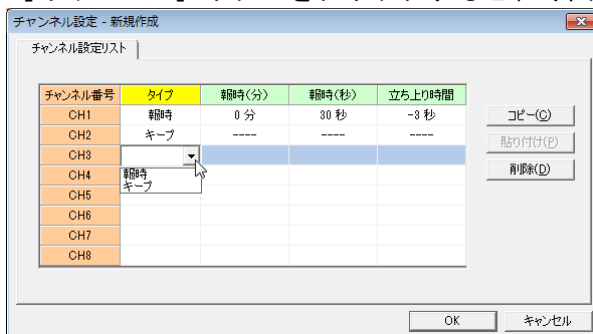 チャンネル設定 - 新規作成
チャンネル設定リスト
チャンネル番号 タイプ 報時(分) 報時(秒) 立ち上り時間
CH1 報時 0 分 30 秒 -3 秒
CH2 キープ ---- ---- ----
CH3
CH4
CH5
CH6
CH7
CH8
報時
キープ
コピー(C)
貼り付け(P)
削除(D)
OK キャンセル